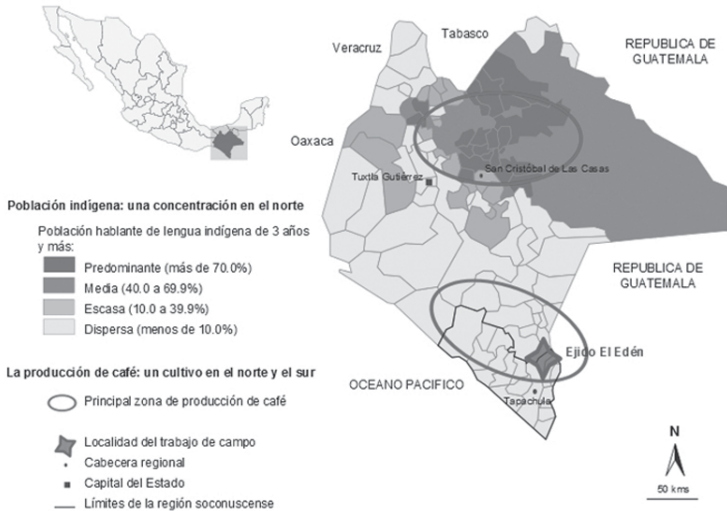 Veracruz
Tabasco
REPUBLICA DE
GUATEMALA
Oaxaca
Tuxtla Gutiérrez
San Cristóbal de Las Casas
Población indígena: una concentración en el norte
Población hablante de lengua indígena de 3 años
y más:
Predominante (más de 70.0%)
Media (40.0 a 69.9%)
Escasa (10.0 a 39.9%)
Dispersa (menos de 10.0%)
REPUBLICA DE
GUATEMALA
Ejido El Edén
La producción de café: un cultivo en el norte y el sur
OCEANO PACIFICO
Principal zona de producción de café
Tapachula
Localidad del trabajo de campo
Cabecera regional
Capital del Estado
Límites de la región soconuscense
N
50 kms